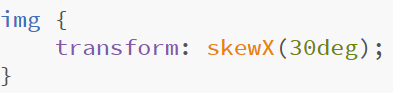 img {
    transform: skewX(30deg);
}